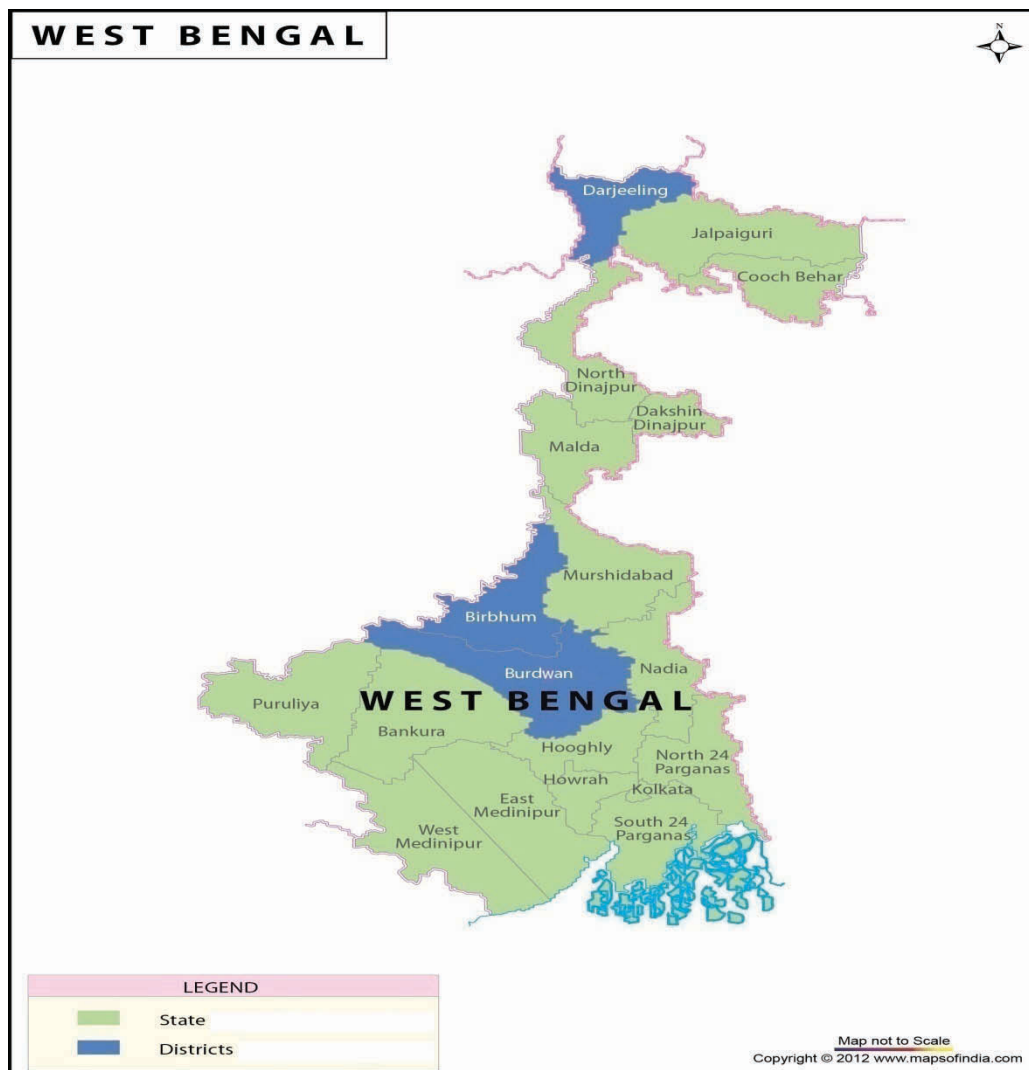 WEST BENGAL
N
Darjeeling
Jalpaiguri
Cooch Behar
North
Dinajpur
Dakshin
Dinajpur
Malda
Murshidabad
Birbhum
Burdwan
Nadia
Puruliya
WEST BENGAL
Bankura
Hooghly
North 24
Parganas
Howrah
Kolkata
East
Medinipur
South 24
Parganas
West
Medinipur
LEGEND
State
Districts
Map not to Scale
Copyright © 2012 www.mapsofindia.com